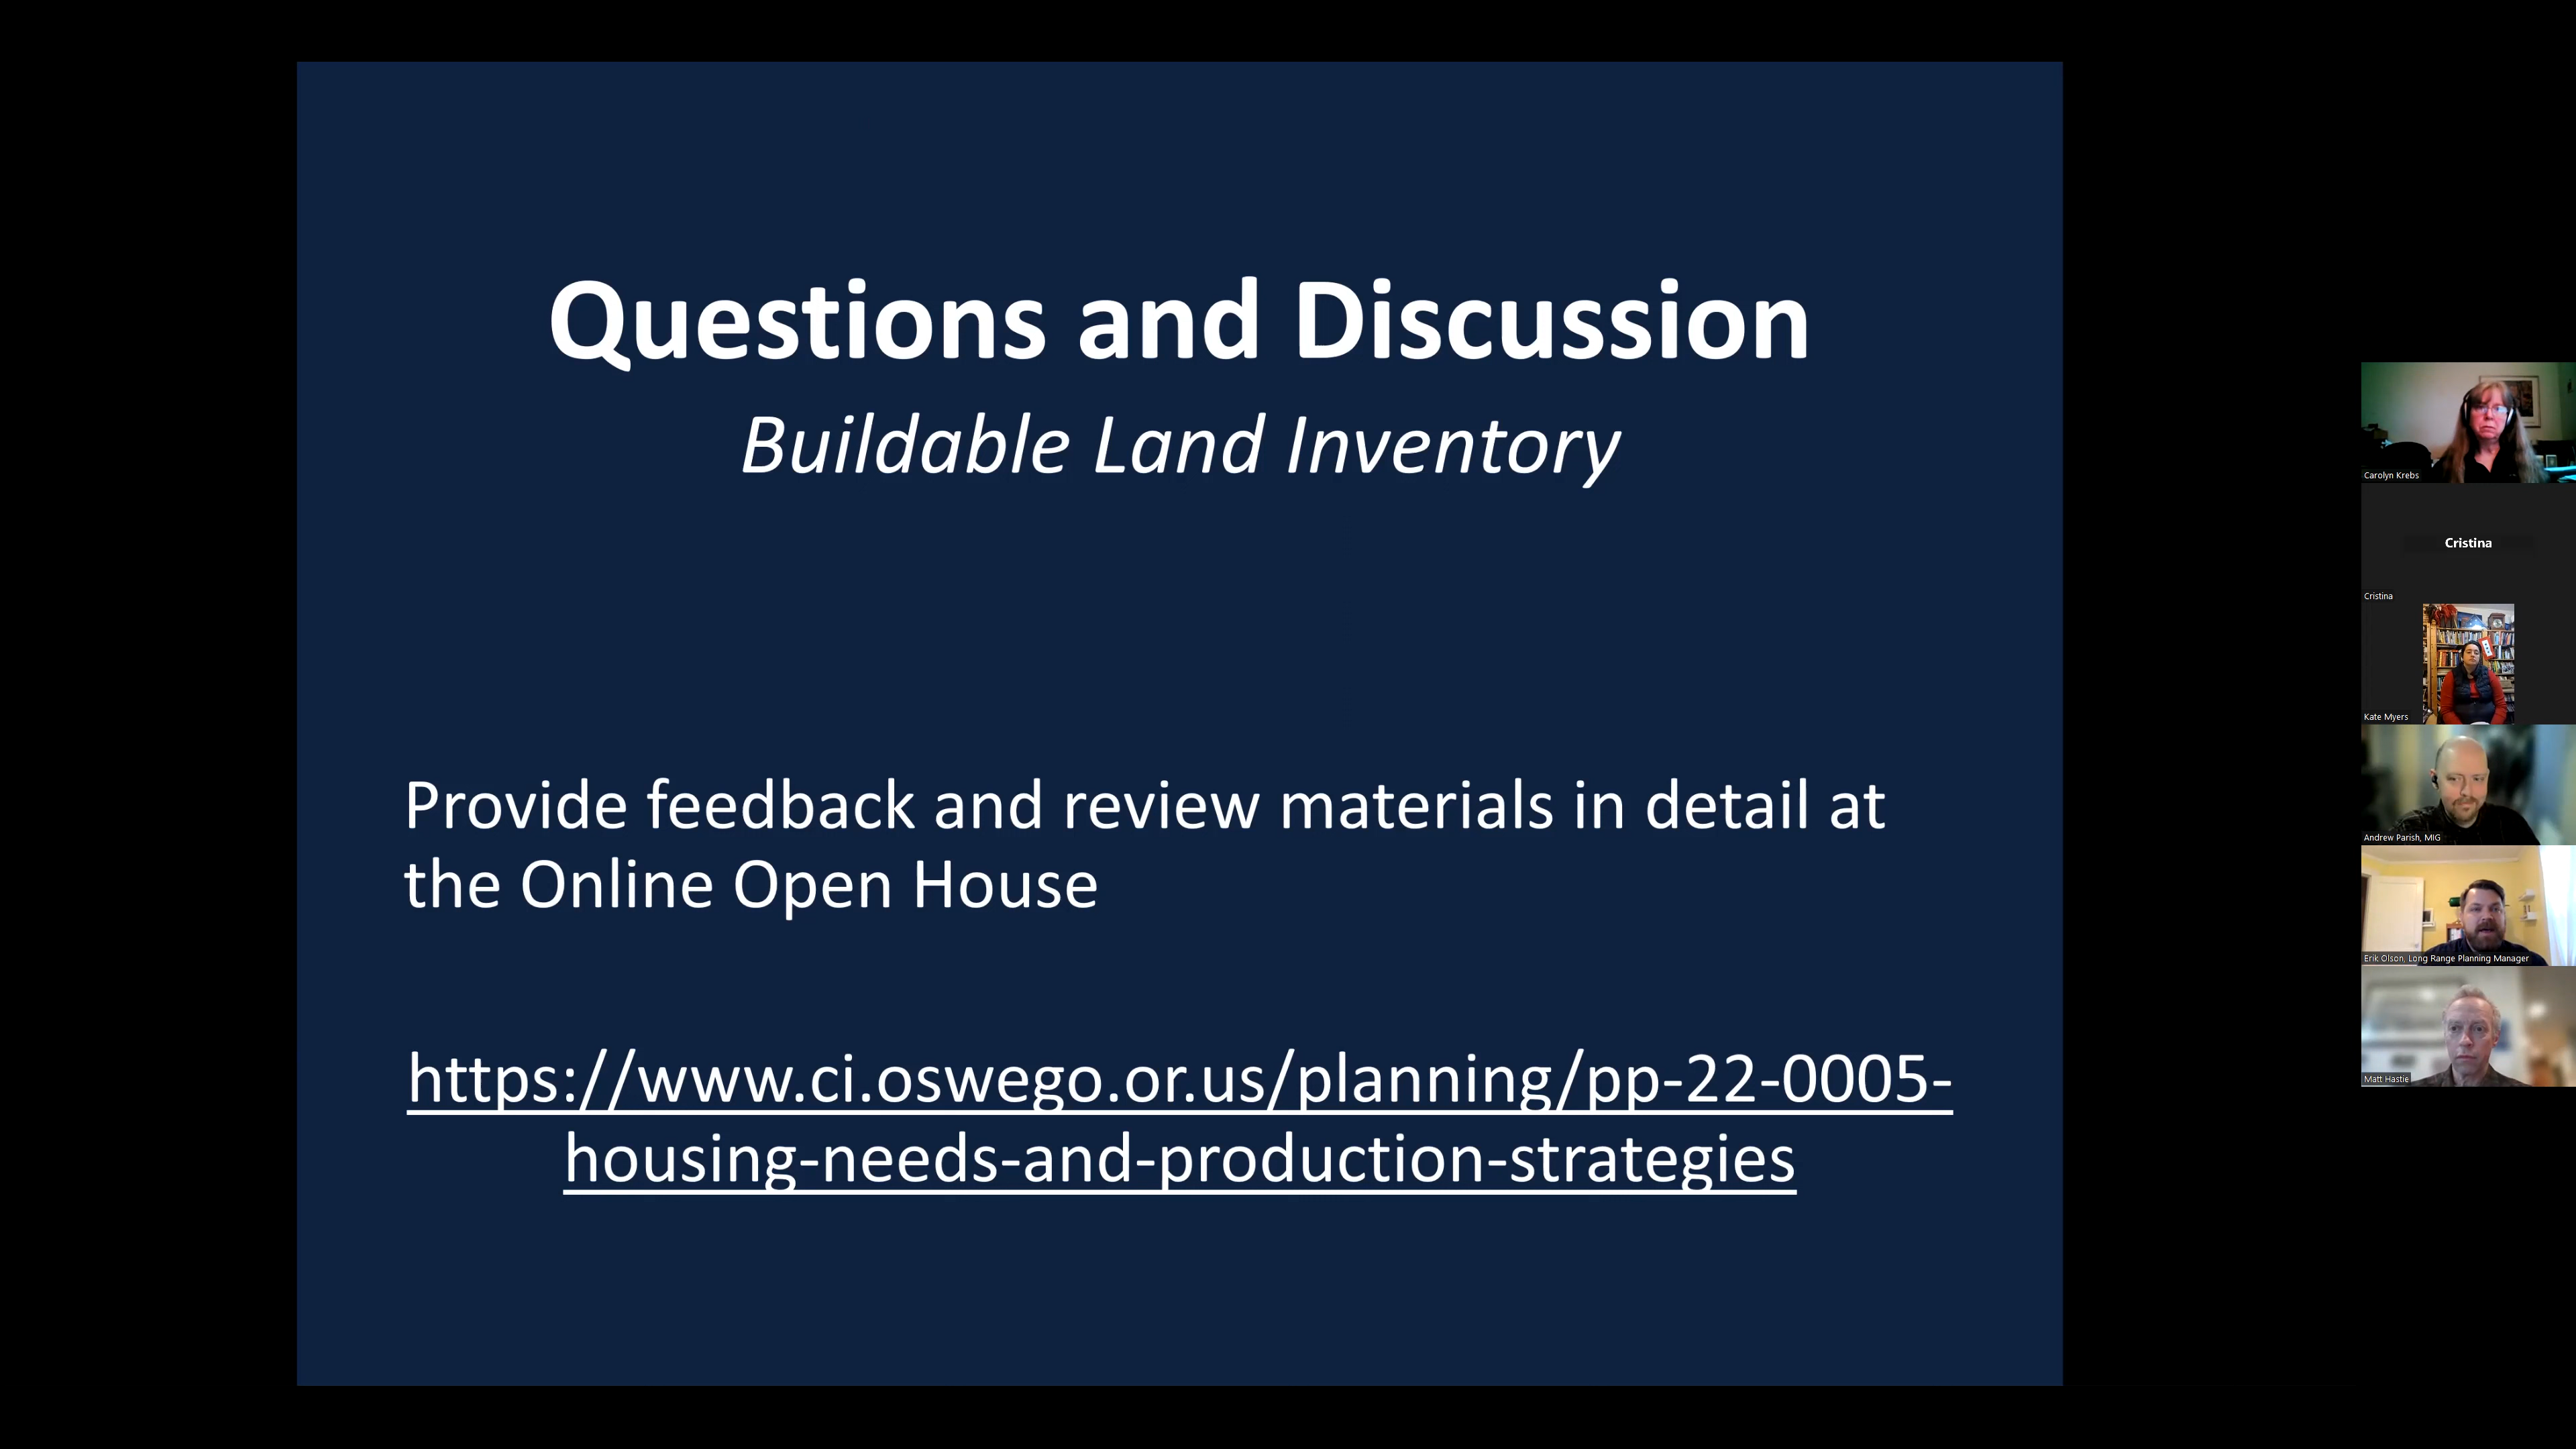 Questions and Discussion
Buildable Land Inventory
Provide feedback and review materials in detail at
the Online Open House
https://www.ci.oswego.or.us/planning/pp-22-0005-
housing-needs-and-production-strategies
Carolyn Krebs
Cristina
Cristina
Kate Myers
Andrew Parish, MIG
Erik Olson, Long Range Planning Manager
Matt Hastie